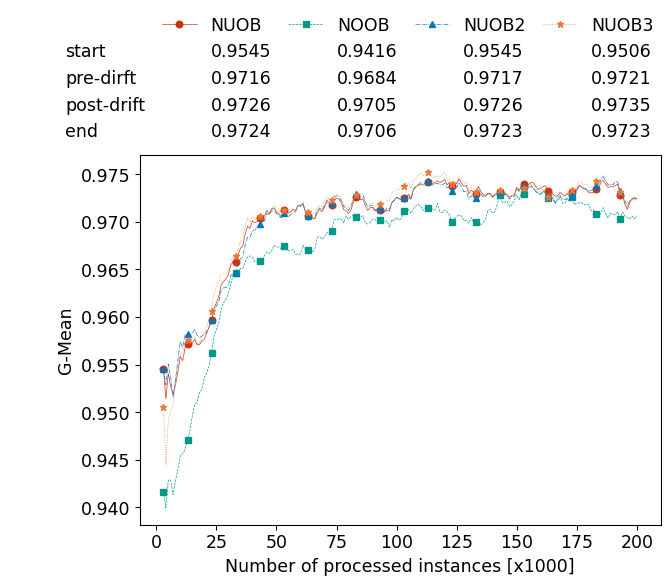 NUOB NOOB NUOB2 NUOB3
start 0.9545 0.9416 0.9545 0.9506
pre-dirft 0.9716 0.9684 0.9717 0.9721
post-drift 0.9726 0.9705 0.9726 0.9735
end 0.9724 0.9706 0.9723 0.9723
0.975
0.970
0.965
0.960
0.955
0.950
0.945
0.940
G-Mean
0 25 50 75 100 125 150 175 200
Number of processed instances [x1000]